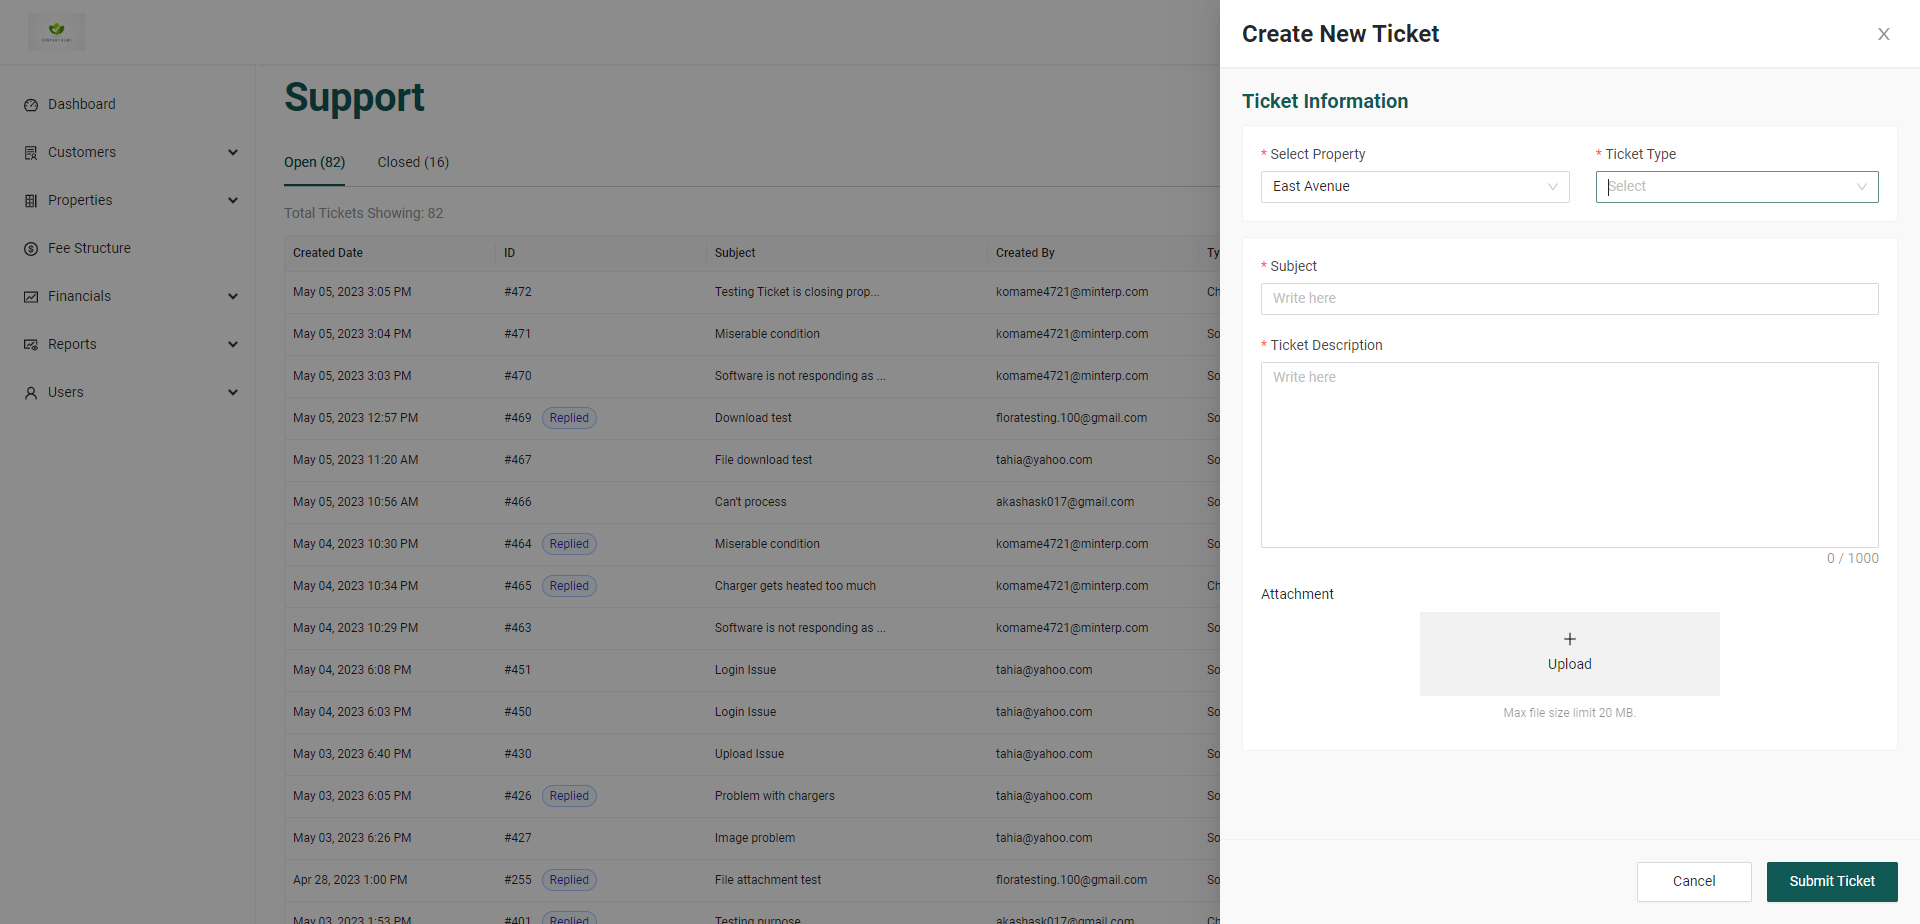 Create New Ticket
Dashboard
Customers
Properties
Fee Structure
Financials
Reports
Users
Support
Open (82) Closed (16)
Total Tickets Showing: 82
Created Date ID Subject Created By Ty
May 05, 2023 3:05 PM #472 Testing Ticket is closing prop... komame4721@minterp.com Ch
May 05, 2023 3:04 PM #471 Miserable condition komame4721@minterp.com So
May 05, 2023 3:03 PM #470 Software is not responding as ... komame4721@minterp.com So
May 05, 2023 12:57 PM #469 Replied Download test floratesting.100@gmail.com So
May 05, 2023 11:20 AM #467 File download test tahia@yahoo.com So
May 05, 2023 10:56 AM #466 Can't process akashask017@gmail.com So
May 04, 2023 10:30 PM #464 Replied Miserable condition komame4721@minterp.com So
May 04, 2023 10:34 PM #465 Replied Charger gets heated too much komame4721@minterp.com Ch
May 04, 2023 10:29 PM #463 Software is not responding as ... komame4721@minterp.com So
May 04, 2023 6:08 PM #451 Login Issue tahia@yahoo.com So
May 04, 2023 6:03 PM #450 Login Issue tahia@yahoo.com So
May 03, 2023 6:40 PM #430 Upload Issue tahia@yahoo.com So
May 03, 2023 6:05 PM #426 Replied Problem with chargers tahia@yahoo.com So
May 03, 2023 6:26 PM #427 Image problem tahia@yahoo.com So
Apr 28, 2023 1:00 PM #255 Replied File attachment test floratesting.100@gmail.com So
May 03, 2023 1:53 PM #401 Replied Testing purpose akashask017@gmail.com Ch
Ticket Information
* Select Property * Ticket Type
East Avenue Select
* Subject
Write here
* Ticket Description
Write here
0 / 1000
Attachment
Upload
Max file size limit 20 MB.
Cancel Submit Ticket